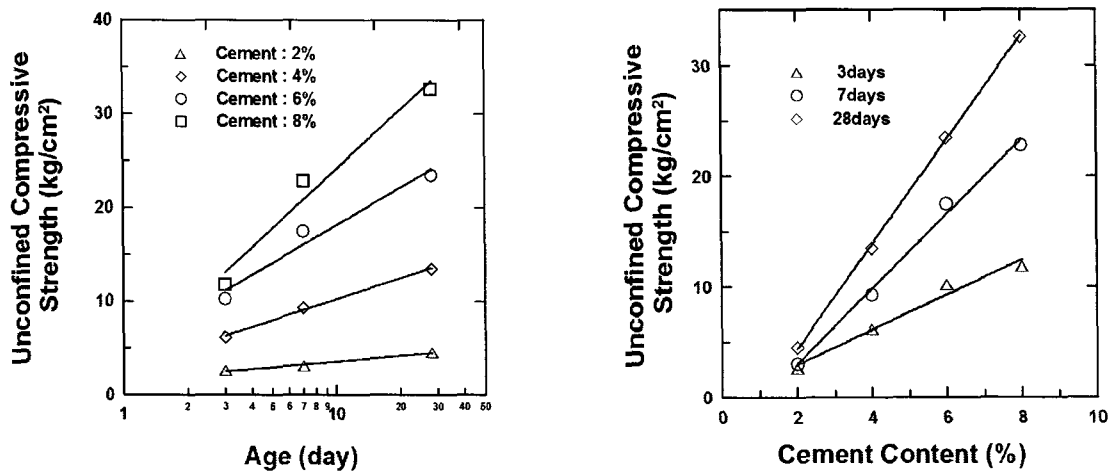 Unconfined Compressive
Strength (kg/cm²)
40
30
20
10
0
Cement : 2%
Cement : 4%
Cement : 6%
Cement : 8%
1
2
3
4
6
7
8
9
10
20
30
40
50
Age (day)
Unconfined Compressive
Strength (kg/cm²)
30
20
10
0
3days
7days
28days
0
2
4
6
8
10
Cement Content (%)